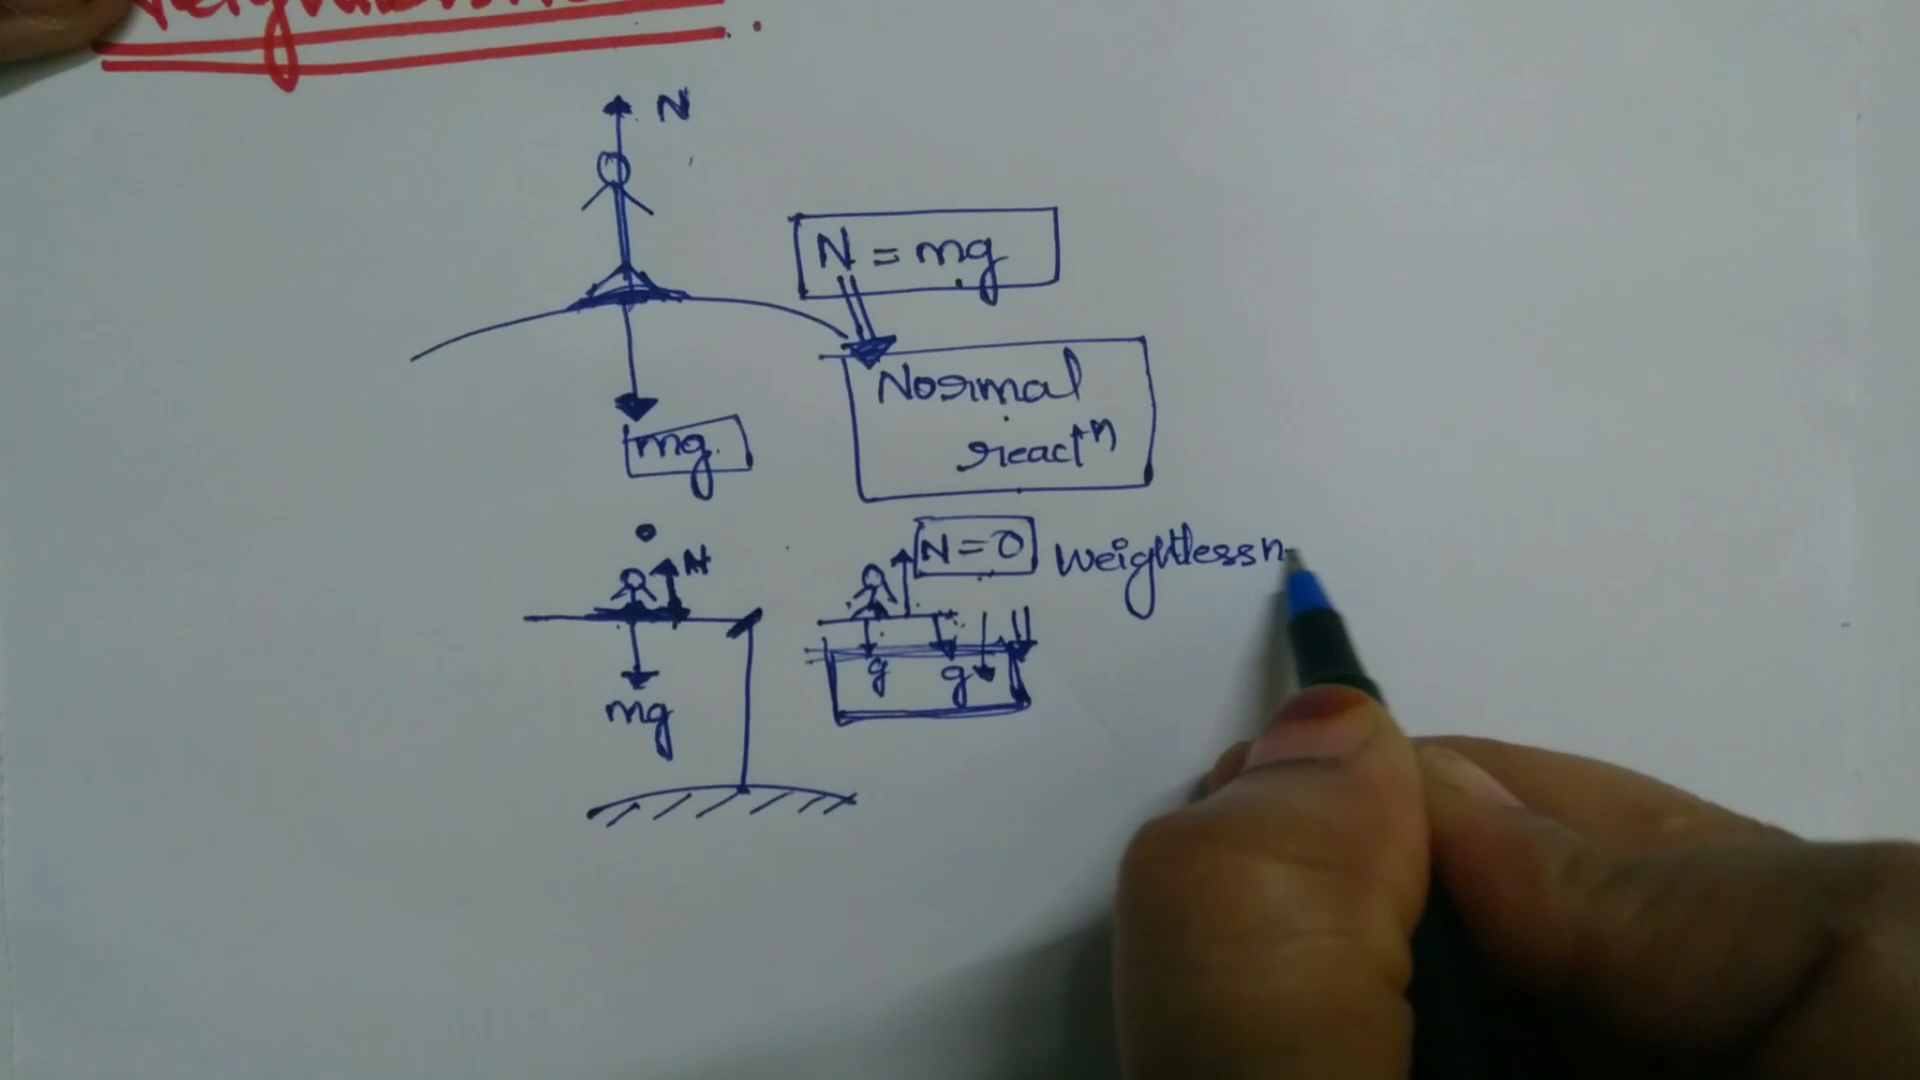 N
N = mg
Normal
reactn
mg.
N = 0
Weightlessn
N
g
g
mg